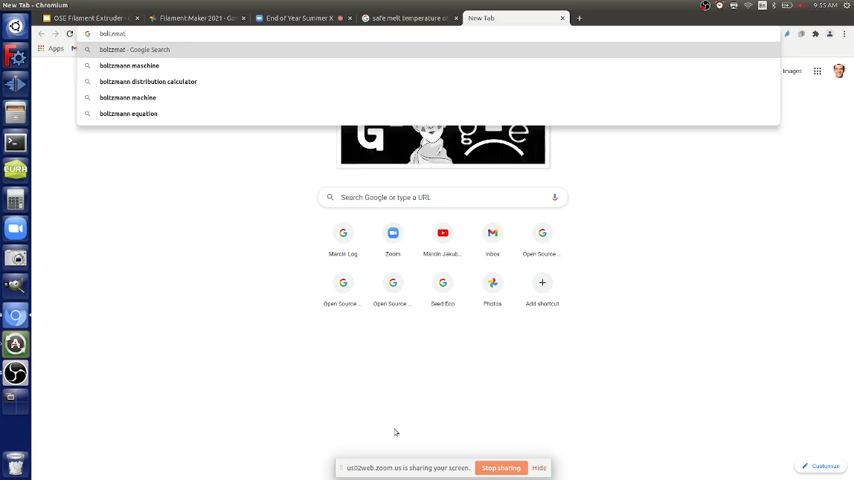 New Tab - Chromium
9:55 AM
OSE Filament Extruder -
Filament Maker 2021 - G
End of Year Summer X
safe melt temperature of
New Tab
boltzmat
boltzmat - Google Search
boltzmann maschine
boltzmann distribution calculator
boltzmann machine
boltzmann equation
Apps
Images
Search Google or type a URL
Marcin Log
Zoom
Marcin Jakub...
Inbox
Open Source ...
Open Source ...
Open Source ...
Seed Eco
Photos
Add shortcut
us02web.zoom.us is sharing your screen.
Stop sharing
Hide
Customize